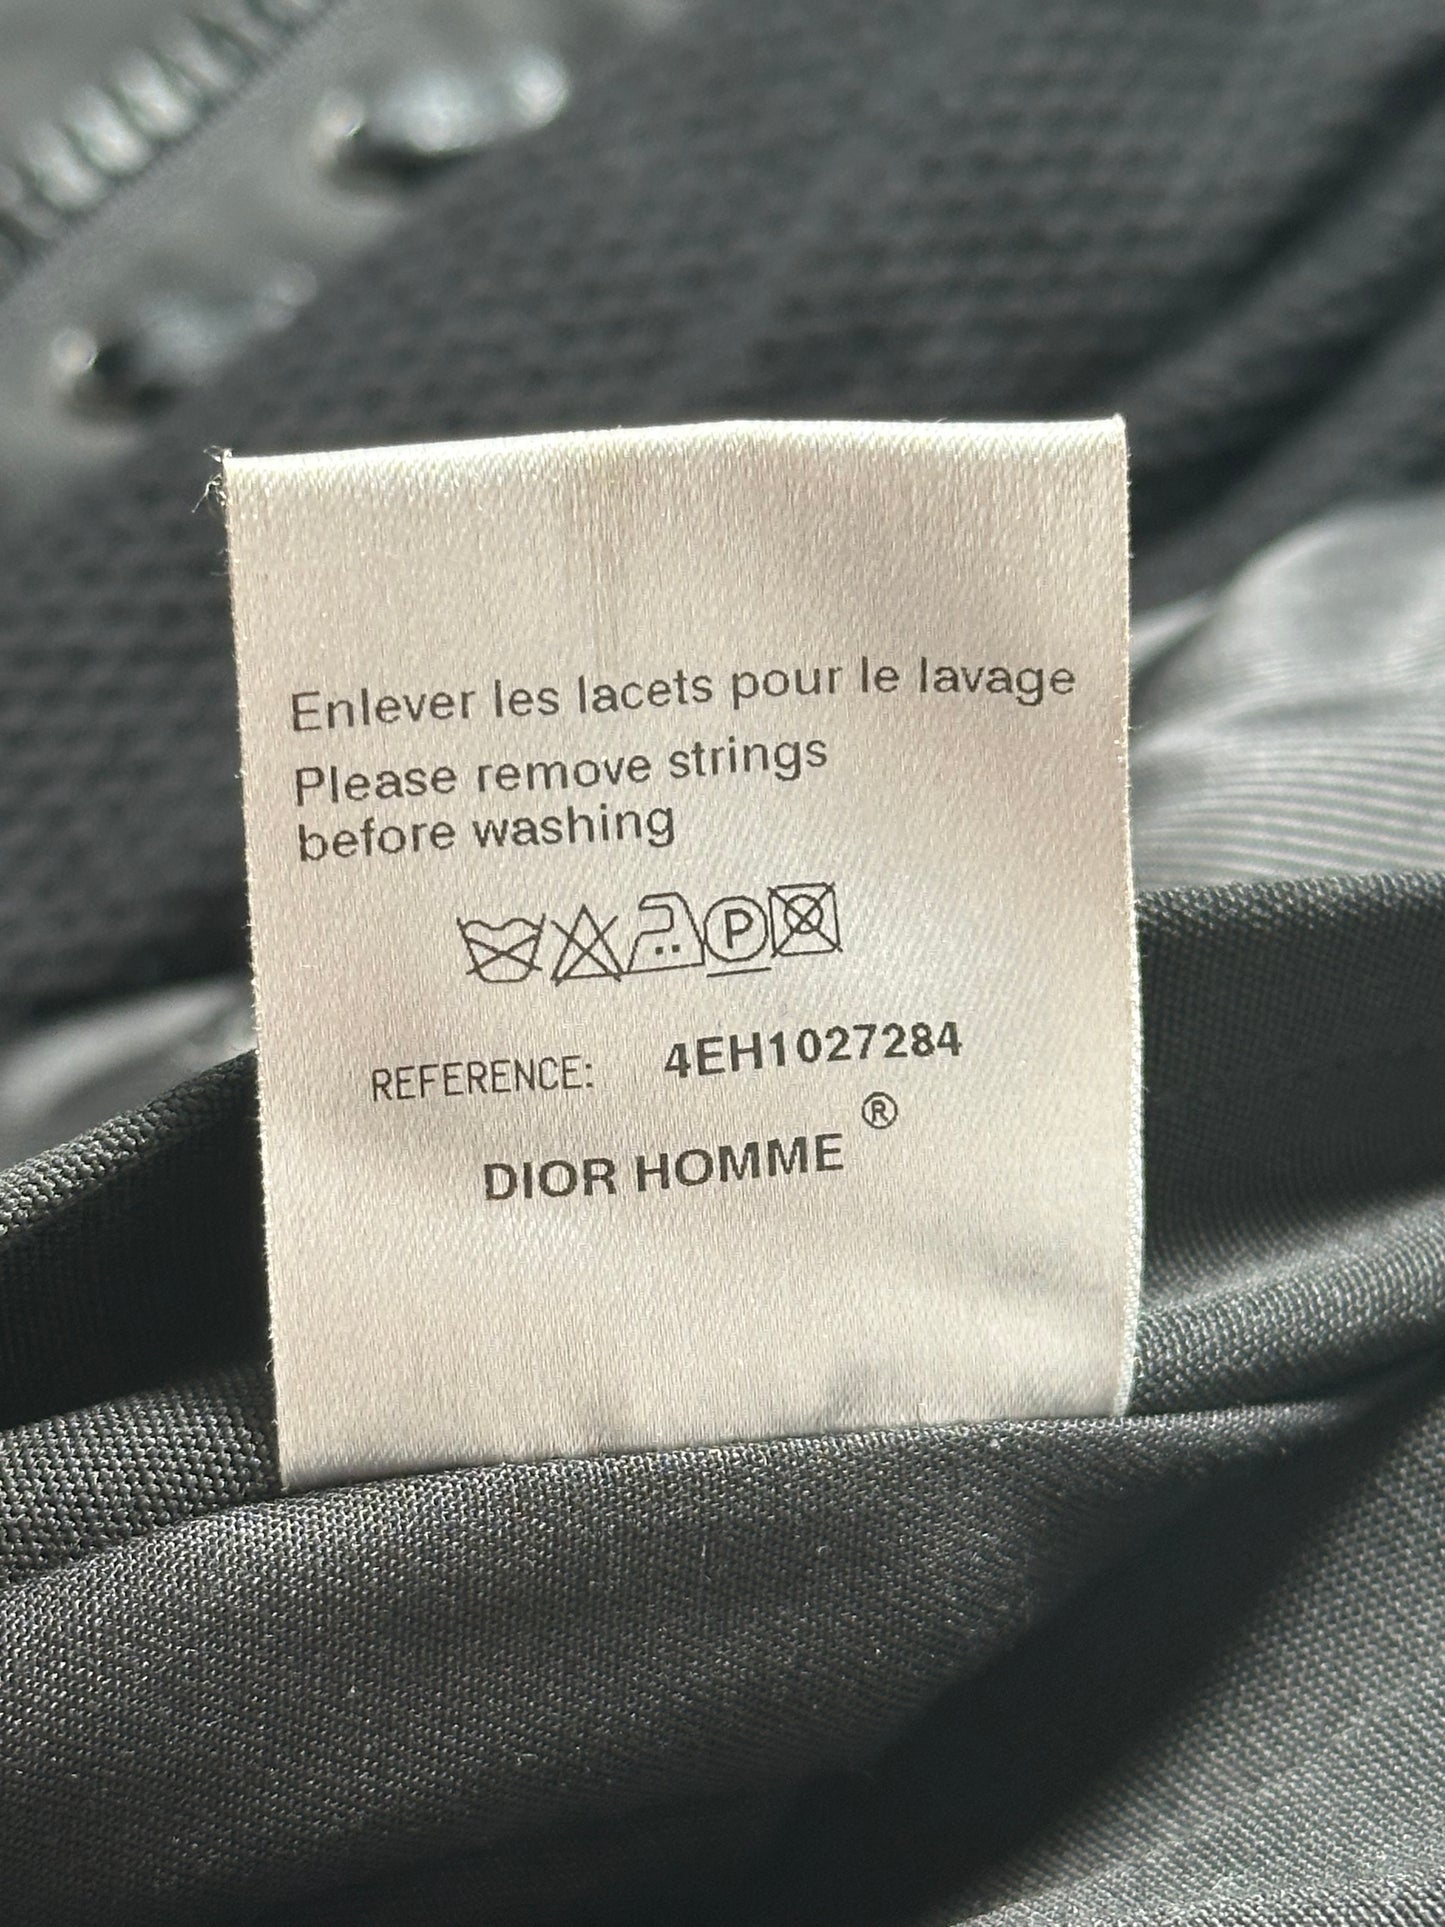 Enlever les lacets pour le lavage
Please remove strings
before washing
P
REFERENCE: 4EH1027284
DIOR HOMME ®